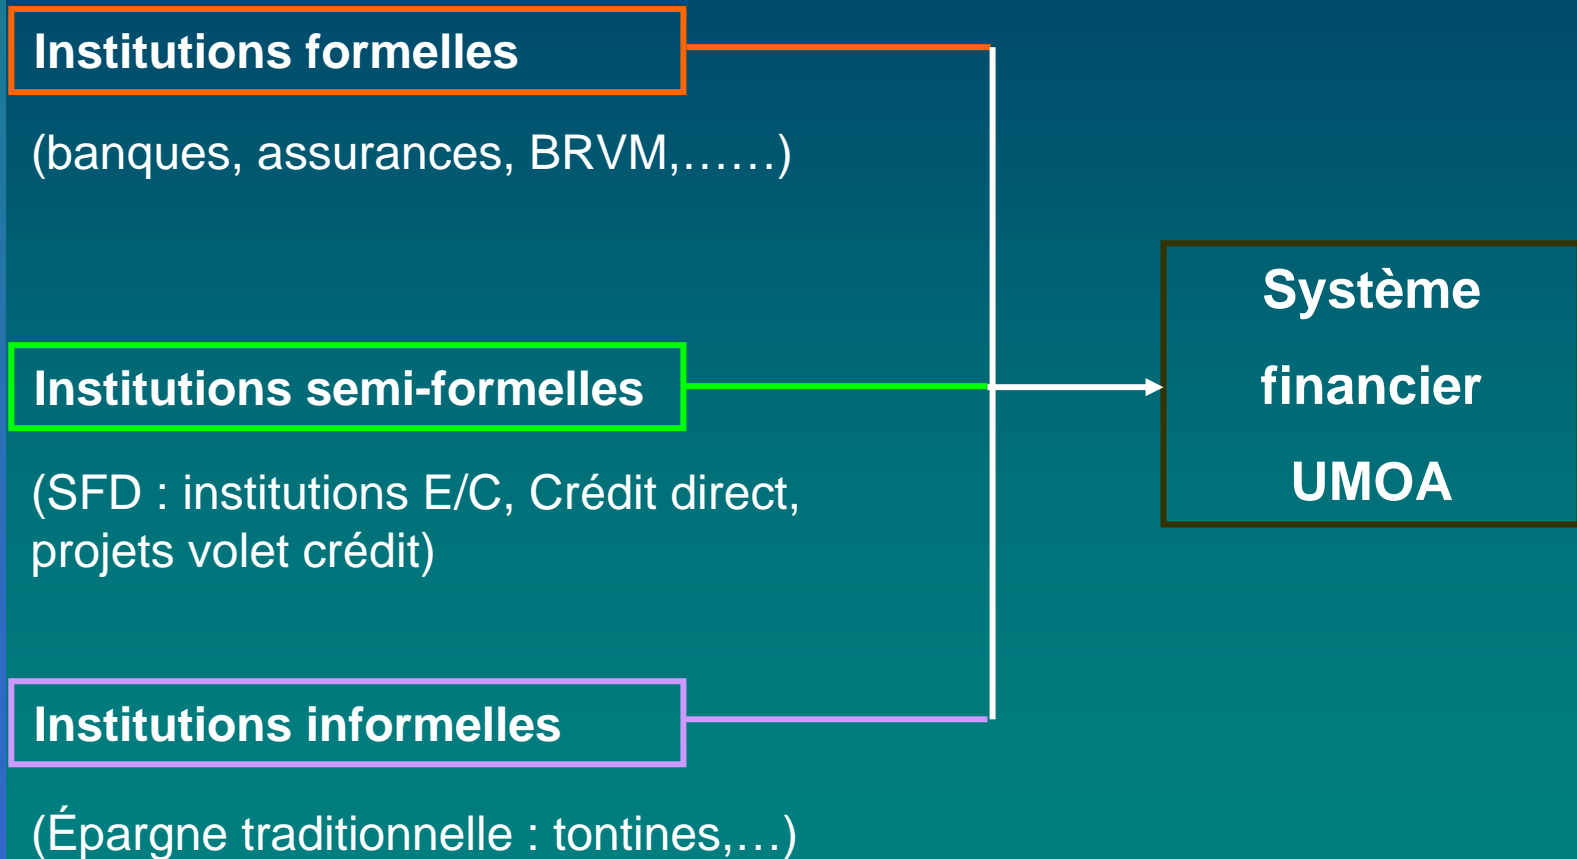 Institutions formelles
(banques, assurances, BRVM,……)
Institutions semi-formelles
(SFD : institutions E/C, Crédit direct,
projets volet crédit)
Institutions informelles
(Épargne traditionnelle : tontines,…)
Système
financier
UMOA